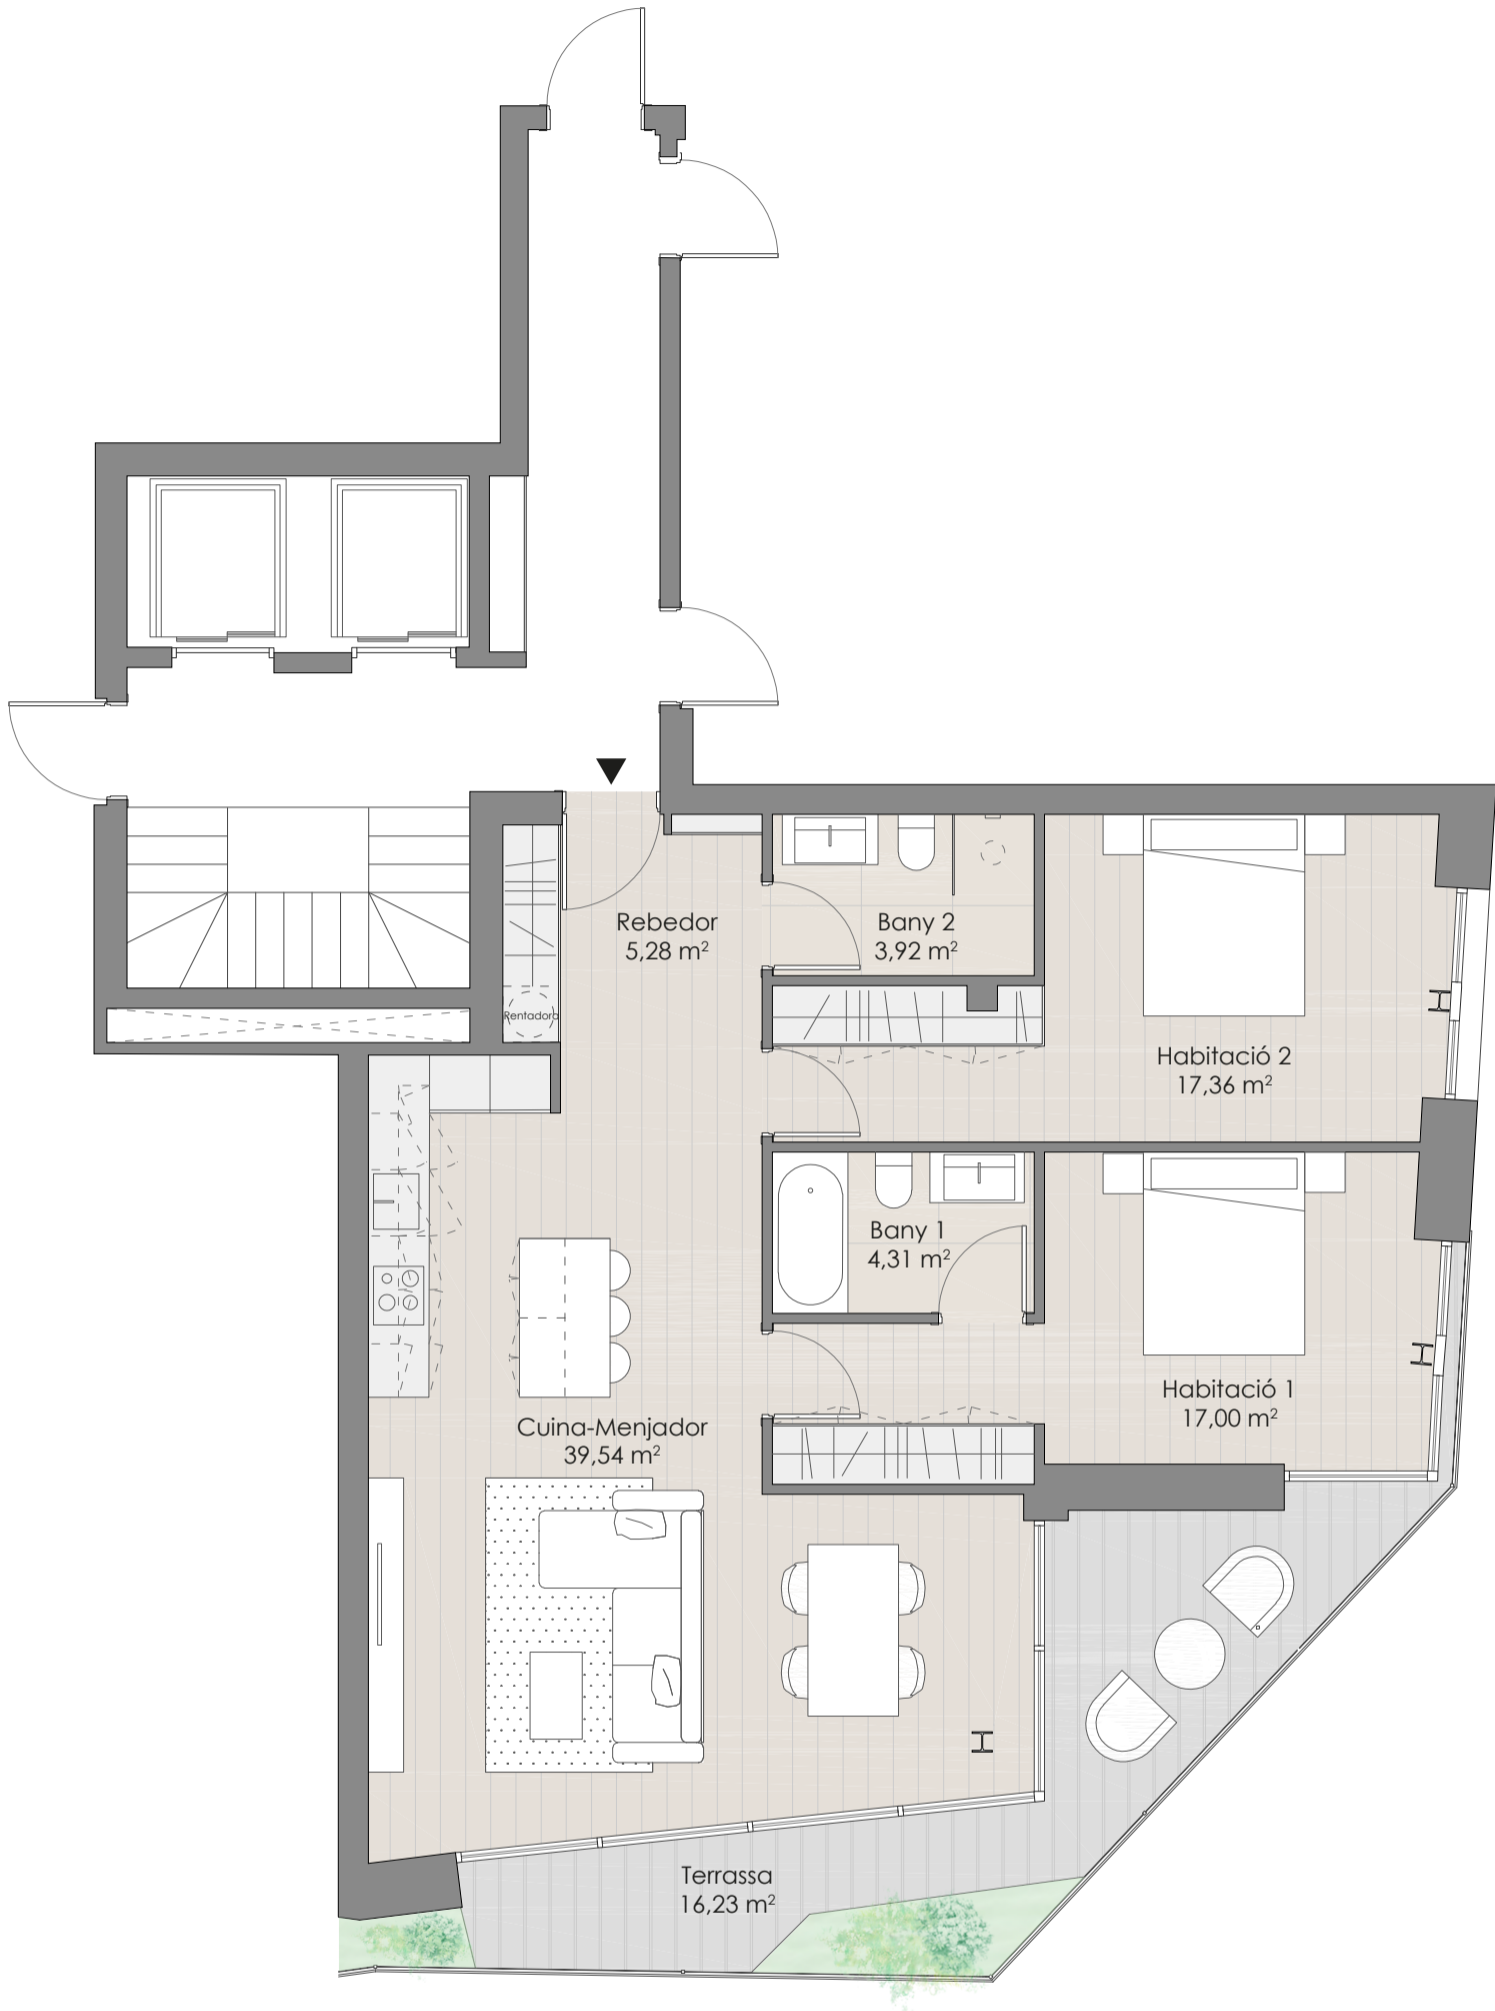 Rebedor
5,28 m²
Bany 2
3,92 m²
Rentadora
Habitació 2
17,36 m²
Bany 1
4,31 m²
Habitació 1
17,00 m²
Cuina-Menjador
39,54 m²
Terrassa
16,23 m²